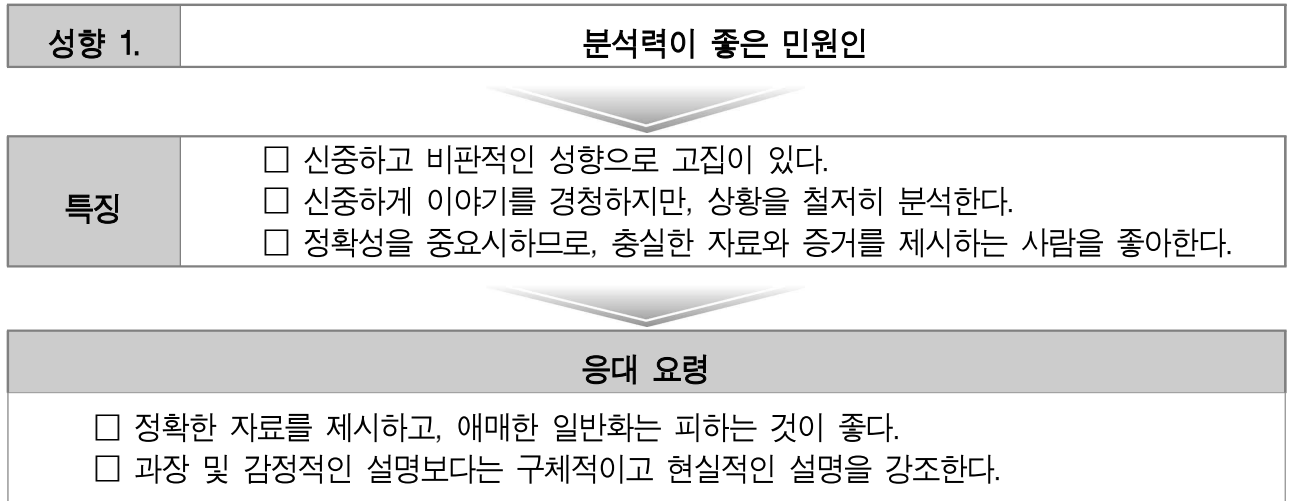 성향 1.
분석력이 좋은 민원인
특징
□ 신중하고 비판적인 성향으로 고집이 있다.
□ 신중하게 이야기를 경청하지만, 상황을 철저히 분석한다.
□ 정확성을 중요시하므로, 충실한 자료와 증거를 제시하는 사람을 좋아한다.
응대 요령
□ 정확한 자료를 제시하고, 애매한 일반화는 피하는 것이 좋다.
□ 과장 및 감정적인 설명보다는 구체적이고 현실적인 설명을 강조한다.